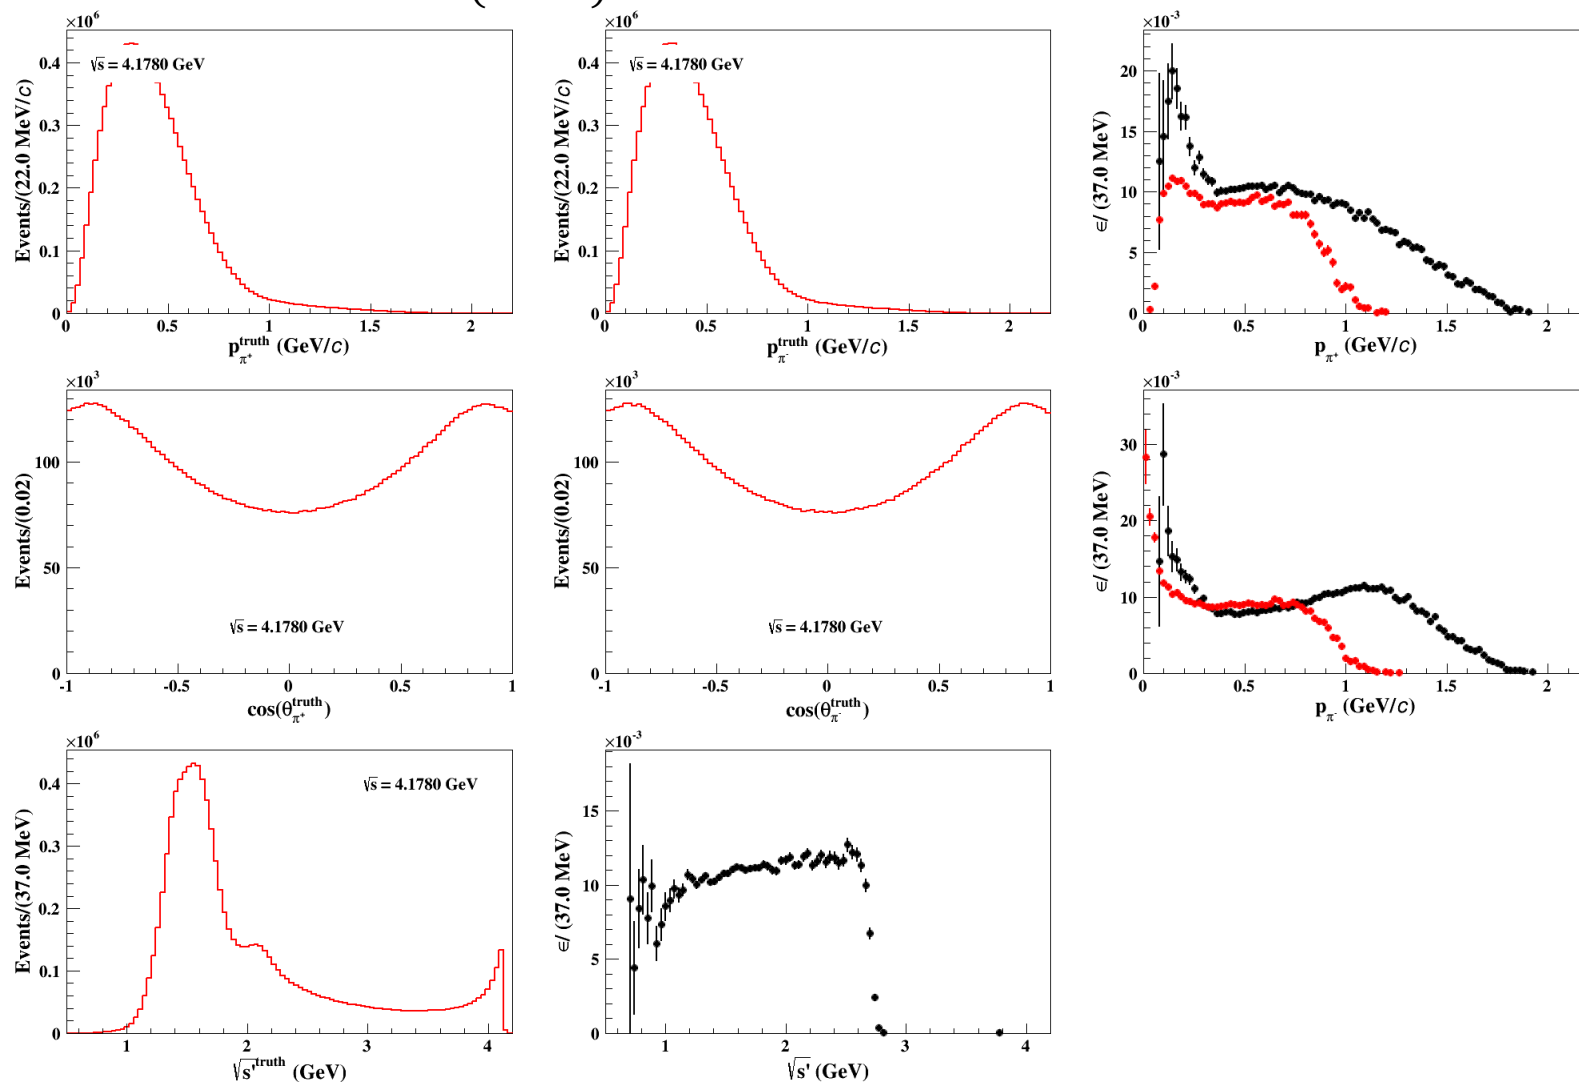 ×10⁶
Events/(22.0 MeV/c)
√s = 4.1780 GeV
0.4
0.3
0.2
0.1
0
0 0.5 1 1.5 2
p_π⁺^truth (GeV/c)
×10⁶
Events/(22.0 MeV/c)
√s = 4.1780 GeV
0.4
0.3
0.2
0.1
0
0 0.5 1 1.5 2
p_π⁻^truth (GeV/c)
×10⁻³
ϵ/ (37.0 MeV)
20
15
10
5
0
0 0.5 1 1.5 2
p_π⁺ (GeV/c)
×10³
Events/(0.02)
100
50
0
√s = 4.1780 GeV
-1 -0.5 0 0.5 1
cos(θ_π⁺^truth)
×10³
Events/(0.02)
100
50
0
√s = 4.1780 GeV
-1 -0.5 0 0.5 1
cos(θ_π⁻^truth)
×10⁻³
ϵ/ (37.0 MeV)
30
20
10
0
0 0.5 1 1.5 2
p_π⁻ (GeV/c)
×10⁶
Events/(37.0 MeV)
√s = 4.1780 GeV
0.4
0.3
0.2
0.1
0
1 2 3 4
√s'^truth (GeV)
×10⁻³
ϵ/ (37.0 MeV)
15
10
5
0
1 2 3 4
√s' (GeV)